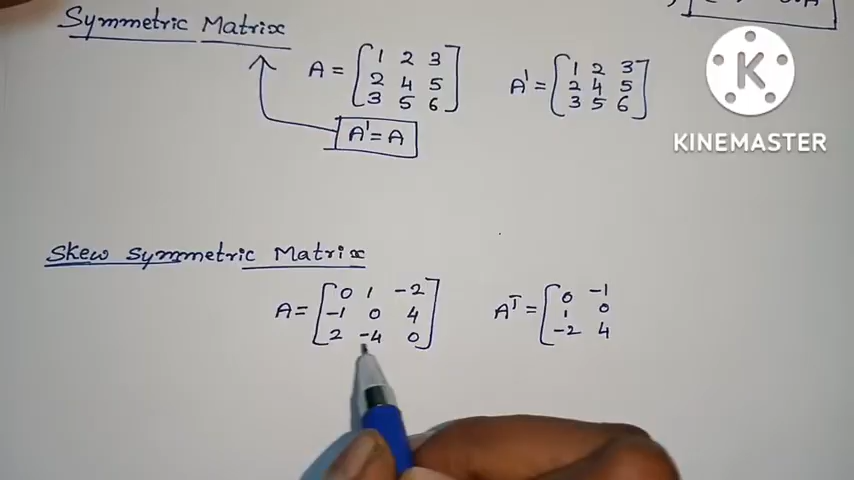 Symmetric Matrix
A = [1 2 3
2 4 5
3 5 6]
A' = [1 2 3
2 4 5
3 5 6]
A' = A
KINEMASTER
Skew Symmetric Matrix
A = [0 1 -2
-1 0 4
2 -4 0]
A^T = [0 -1
1 0
-2 4